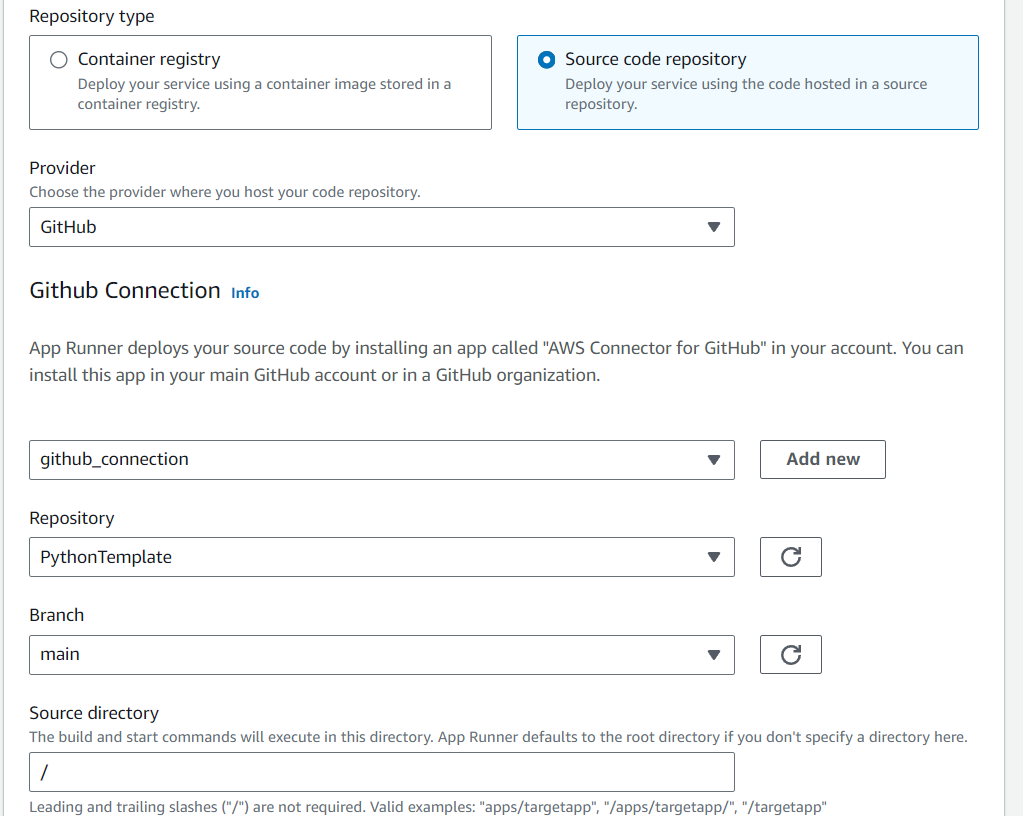 Repository type
Container registry
Deploy your service using a container image stored in a
container registry.
Source code repository
Deploy your service using the code hosted in a source
repository.
Provider
Choose the provider where you host your code repository.
GitHub
Github Connection Info
App Runner deploys your source code by installing an app called "AWS Connector for GitHub" in your account. You can
install this app in your main GitHub account or in a GitHub organization.
github_connection
Add new
Repository
PythonTemplate
Branch
main
Source directory
The build and start commands will execute in this directory. App Runner defaults to the root directory if you don't specify a directory here.
/
Leading and trailing slashes ("/") are not required. Valid examples: "apps/targetapp", "/apps/targetapp/", "/targetapp"